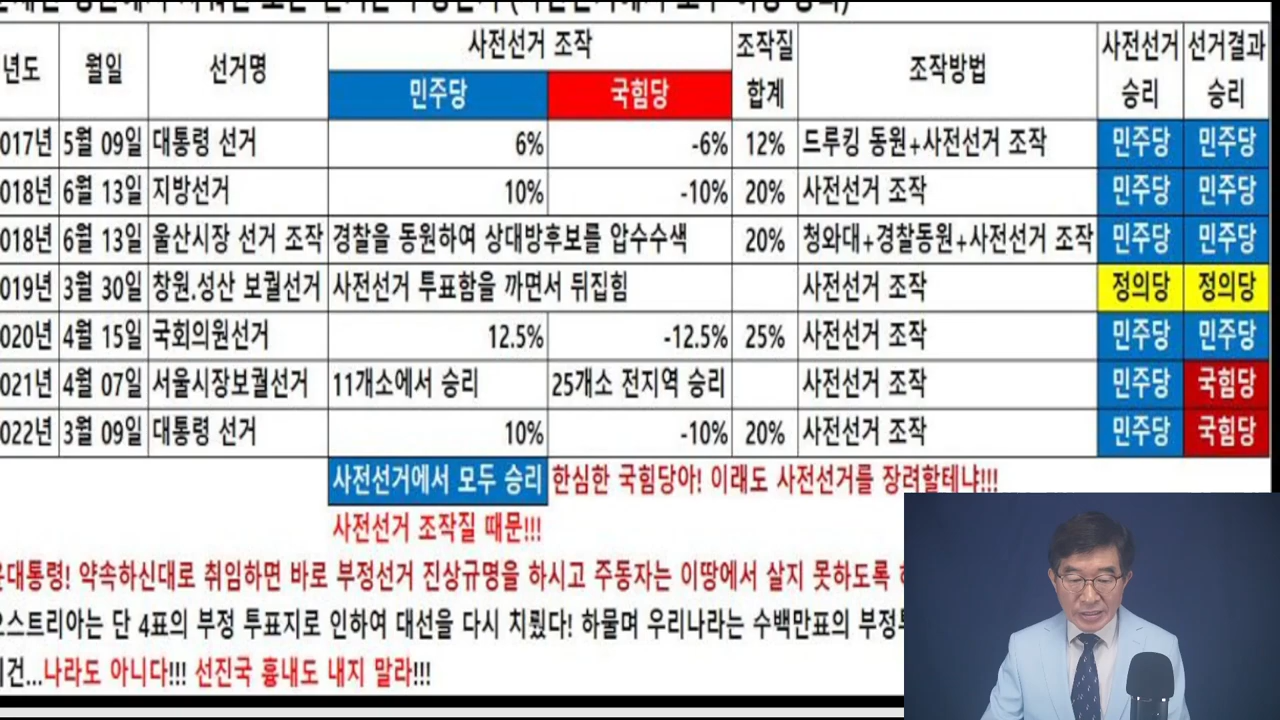 사전선거 조작 조작질 사전선거 선거결과
년도 월일 선거명 조작방법
민주당 국힘당 합계 승리 승리
017년 5월 09일 대통령 선거 6% -6% 12% 드루킹 동원+사전선거 조작 민주당 민주당
018년 6월 13일 지방선거 10% -10% 20% 사전선거 조작 민주당 민주당
018년 6월 13일 울산시장 선거 조작 경찰을 동원하여 상대방후보를 압수수색 20% 청와대+경찰동원+사전선거 조작 민주당 민주당
019년 3월 30일 창원.성산 보궐선거 사전선거 투표함을 까면서 뒤집힘 사전선거 조작 정의당 정의당
020년 4월 15일 국회의원선거 12.5% -12.5% 25% 사전선거 조작 민주당 민주당
021년 4월 07일 서울시장보궐선거 11개소에서 승리 25개소 전지역 승리 사전선거 조작 민주당 국힘당
022년 3월 09일 대통령 선거 10% -10% 20% 사전선거 조작 민주당 국힘당
사전선거에서 모두 승리 한심한 국힘당아! 이래도 사전선거를 장려할테냐!!!
사전선거 조작질 때문!!!
약속하신대로 취임하면 바로 부정선거 진상규명을 하시고 주동자는 이땅에서 살지 못하도록
단 4표의 부정 투표지로 인하여 대선을 다시 치뤘다! 하물며 우리나라는 수백만표의
나라도 아니다!!! 선진국 흉내도 내지 말라!!!